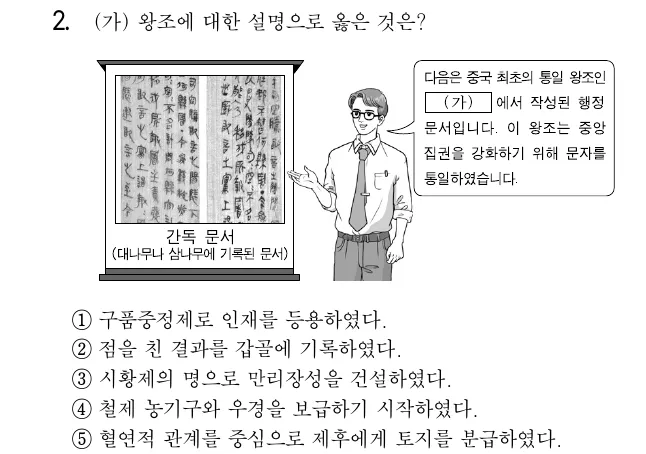 2. (가) 왕조에 대한 설명으로 옳은 것은?
간독 문서
(대나무나 삼나무에 기록된 문서)
다음은 중국 최초의 통일 왕조인
(가) 에서 작성된 행정
문서입니다. 이 왕조는 중앙
집권을 강화하기 위해 문자를
통일하였습니다.
① 구품중정제로 인재를 등용하였다.
② 점을 친 결과를 갑골에 기록하였다.
③ 시황제의 명으로 만리장성을 건설하였다.
④ 철제 농기구와 우경을 보급하기 시작하였다.
⑤ 혈연적 관계를 중심으로 제후에게 토지를 분급하였다.